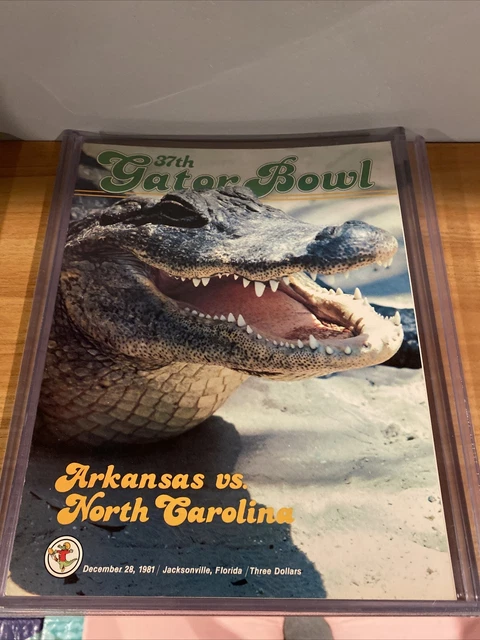 37th
Gator Bowl
Arkansas vs.
North Carolina
December 28, 1981 / Jacksonville, Florida / Three Dollars